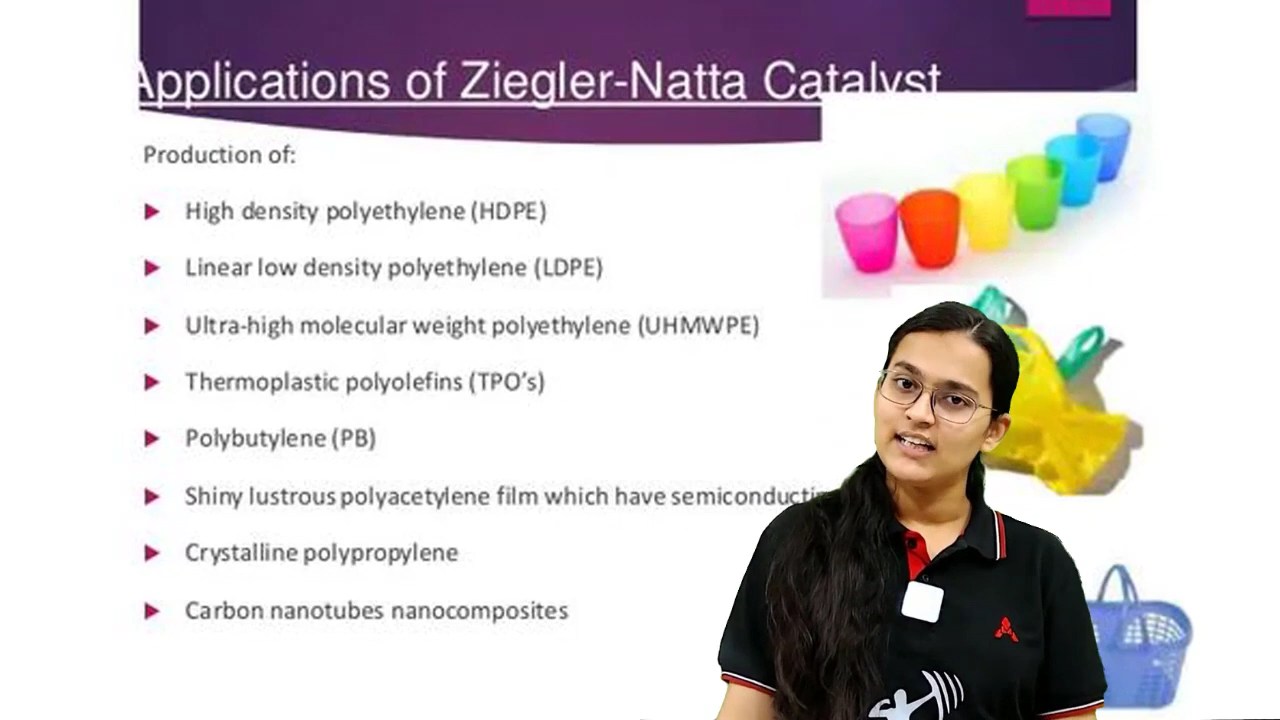 Applications of Ziegler-Natta Catalyst
Production of:
High density polyethylene (HDPE)
Linear low density polyethylene (LDPE)
Ultra-high molecular weight polyethylene (UHMWPE)
Thermoplastic polyolefins (TPO's)
Polybutylene (PB)
Shiny lustrous polyacetylene film which have
Crystalline polypropylene
Carbon nanotubes nanocomposites